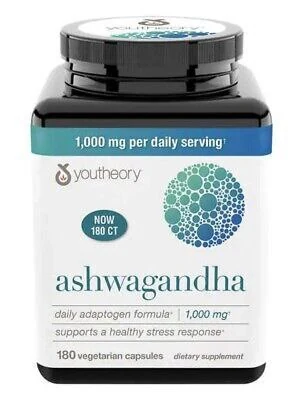 1,000 mg per daily serving†
youtheory
NOW
180 CT
ashwagandha
daily adaptogen formula+ | 1,000 mg+
supports a healthy stress response+
180 vegetarian capsules dietary supplement